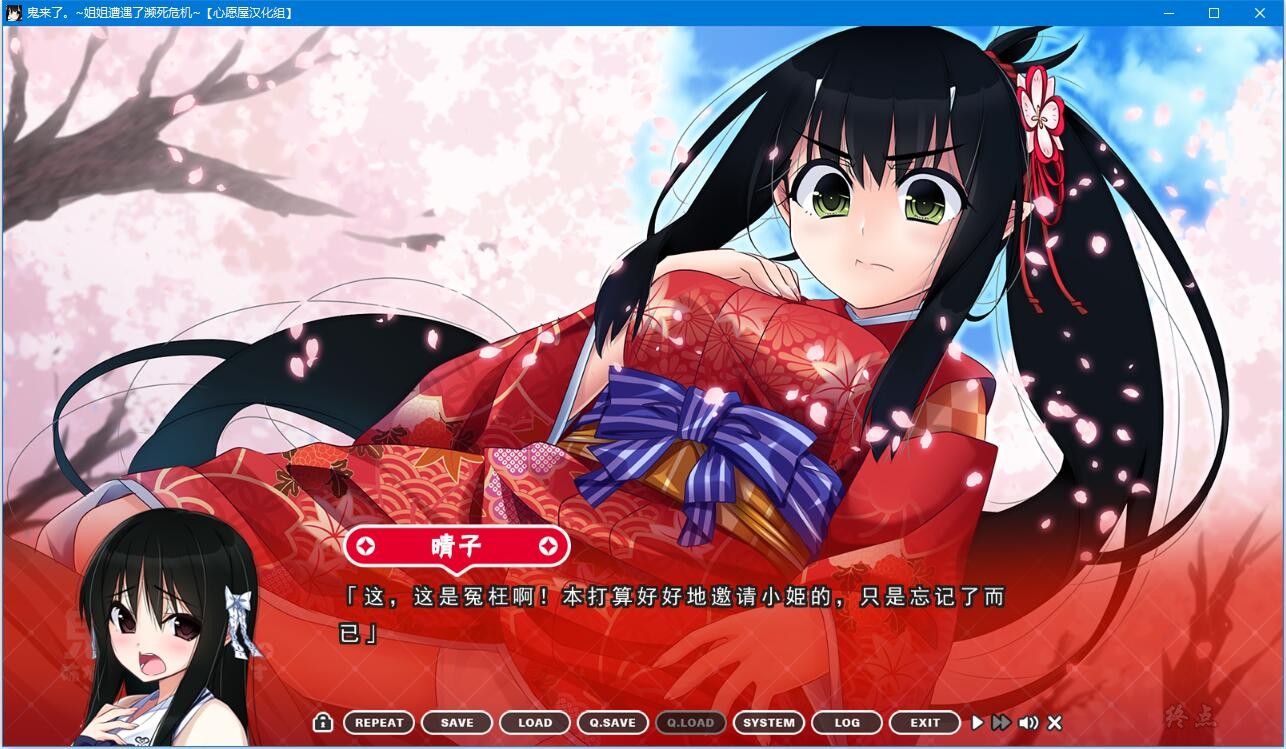 鬼来了。~姐姐遭遇了濒死危机~【心愿屋汉化组】
晴子
「这，这是冤枉啊！本打算好好地邀请小姫的，只是忘记了而
已」
REPEAT SAVE LOAD Q.SAVE Q.LOAD SYSTEM LOG EXIT
终点